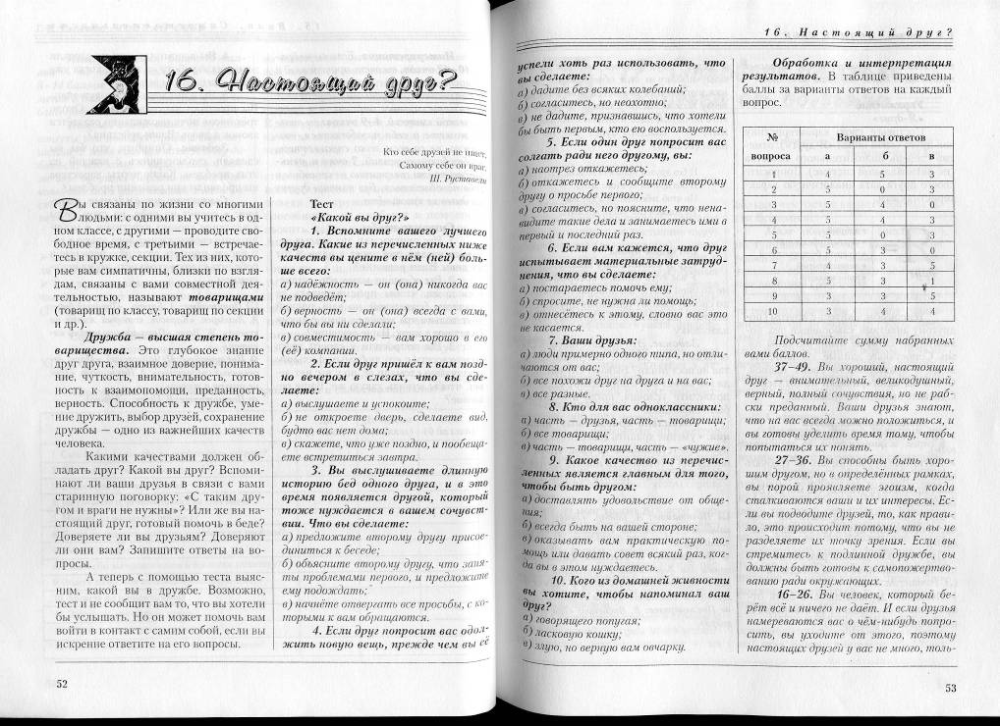 16. Настоящий друг?
Кто себе друзей не ищет,
Самому себе он враг.
Ш. Руставели
Вы связаны по жизни со многими
людьми: с одними вы учитесь в од-
ном классе, с другими — проводите сво-
бодное время, с третьими — встречае-
тесь в кружке, секции. Тех из них, кото-
рые вам симпатичны, близки по взгля-
дам, связаны с вами совместной дея-
тельностью, называют товарищами
(товарищ по классу, товарищ по секции
и др.).
Дружба — высшая степень то-
варищества. Это глубокое знание
друг друга, взаимное доверие, понима-
ние, чуткость, внимательность, готов-
ность к взаимопомощи, преданность,
верность. Способность к дружбе, уме-
ние дружить, выбор друзей, сохранение
дружбы — одно из важнейших качеств
человека.
Какими качествами должен об-
ладать друг? Какой вы друг? Вспоми-
нают ли ваши друзья в связи с вами
старинную поговорку: «С таким дру-
гом и враги не нужны»? Или же вы на-
стоящий друг, готовый помочь в беде?
Доверяете ли вы друзьям? Доверяют
ли они вам? Запишите ответы на во-
просы.
А теперь с помощью теста выяс-
ним, какой вы в дружбе. Возможно,
тест и не сообщит вам то, что вы хотели
бы услышать. Но он может помочь вам
войти в контакт с самим собой, если вы
искренне ответите на его вопросы.
Тест
«Какой вы друг?»
1. Вспомните вашего лучшего
друга. Какие из перечисленных ниже
качеств вы цените в нём (ней) боль-
ше всего:
а) надёжность — он (она) никогда вас
не подведёт;
б) верность — он (она) всегда с вами,
что бы вы ни сделали;
в) совместимость — вам хорошо в его
(её) компании.
2. Если друг пришёл к вам позд-
но вечером в слезах, что вы сде-
лаете:
а) выслушаете и успокоите;
б) не откроете дверь, сделаете вид,
будто вас нет дома;
в) скажете, что уже поздно, и пообеща-
ете встретиться завтра.
3. Вы выслушиваете длинную
историю бед одного друга, и в это
время появляется другой, который
тоже нуждается в вашем сочувст-
вии. Что вы сделаете:
а) предложите второму другу присое-
диниться к беседе;
б) объясните второму другу, что заня-
ты проблемами первого, и предложите
ему подождать;
в) начнёте отвергать все просьбы, с ко-
торыми к вам обращаются.
4. Если друг попросит вас одол-
жить новую вещь, прежде чем вы её
52
16. Настоящий друг?
успели хоть раз использовать, что
вы сделаете:
а) дадите без всяких колебаний;
б) согласитесь, но неохотно;
в) не дадите, признавшись, что хотели
бы быть первым, кто ею воспользуется.
5. Если один друг попросит вас
солгать ради него другому, вы:
а) наотрез откажетесь;
б) откажетесь и сообщите второму
другу о просьбе первого;
в) согласитесь, но поясните, что нена-
видите такие дела и занимаетесь ими в
первый и последний раз.
6. Если вам кажется, что друг
испытывает материальные затруд-
нения, что вы сделаете:
а) постараетесь помочь ему;
б) спросите, не нужна ли помощь;
в) отнесётесь к этому, словно вас это
не касается.
7. Ваши друзья:
а) люди примерно одного типа, но отли-
чаются от вас;
б) все похожи друг на друга и на вас;
в) все разные.
8. Кто для вас одноклассники:
а) часть — друзья, часть — товарищи;
б) все товарищи;
в) часть — товарищи, часть — «чужие».
9. Какое качество из перечис-
ленных является главным для того,
чтобы быть другом:
а) доставлять удовольствие от обще-
ния;
б) всегда быть на вашей стороне;
в) оказывать вам практическую по-
мощь или давать совет всякий раз, ког-
да вы в этом нуждаетесь.
10. Кого из домашней живности
вы хотите, чтобы напоминал ваш
друг?
а) говорящего попугая;
б) ласковую кошку;
в) злую, но верную вам овчарку.
Обработка и интерпретация
результатов. В таблице приведены
баллы за варианты ответов на каждый
вопрос.
№ вопроса Варианты ответов
а б в
1 4 5 3
2 5 0 3
3 5 4 0
4 5 4 3
5 5 0 3
6 5 3 0
7 4 3 5
8 5 3 1
9 3 3 5
10 3 4 4
Подсчитайте сумму набранных
вами баллов.
37—49. Вы хороший, настоящий
друг — внимательный, великодушный,
верный, полный сочувствия, но не раб-
ски преданный. Ваши друзья знают,
что на вас всегда можно положиться, и
вы готовы уделить время тому, чтобы
попытаться их понять.
27—36. Вы способны быть хоро-
шим другом, но в определённых рамках,
вы порой проявляете эгоизм, когда
сталкиваются ваши и их интересы. Ес-
ли вы подводите друзей, то, как прави-
ло, это происходит потому, что вы не
разделяете их точку зрения. Если вы
стремитесь к подлинной дружбе, вы
должны быть готовы к самопожертво-
ванию ради окружающих.
16—26. Вы человек, который бе-
рёт всё и ничего не даёт. И если друзья
намереваются вас о чём-нибудь попро-
сить, вы уходите от этого, поэтому
настоящих друзей у вас не много, толь-
53